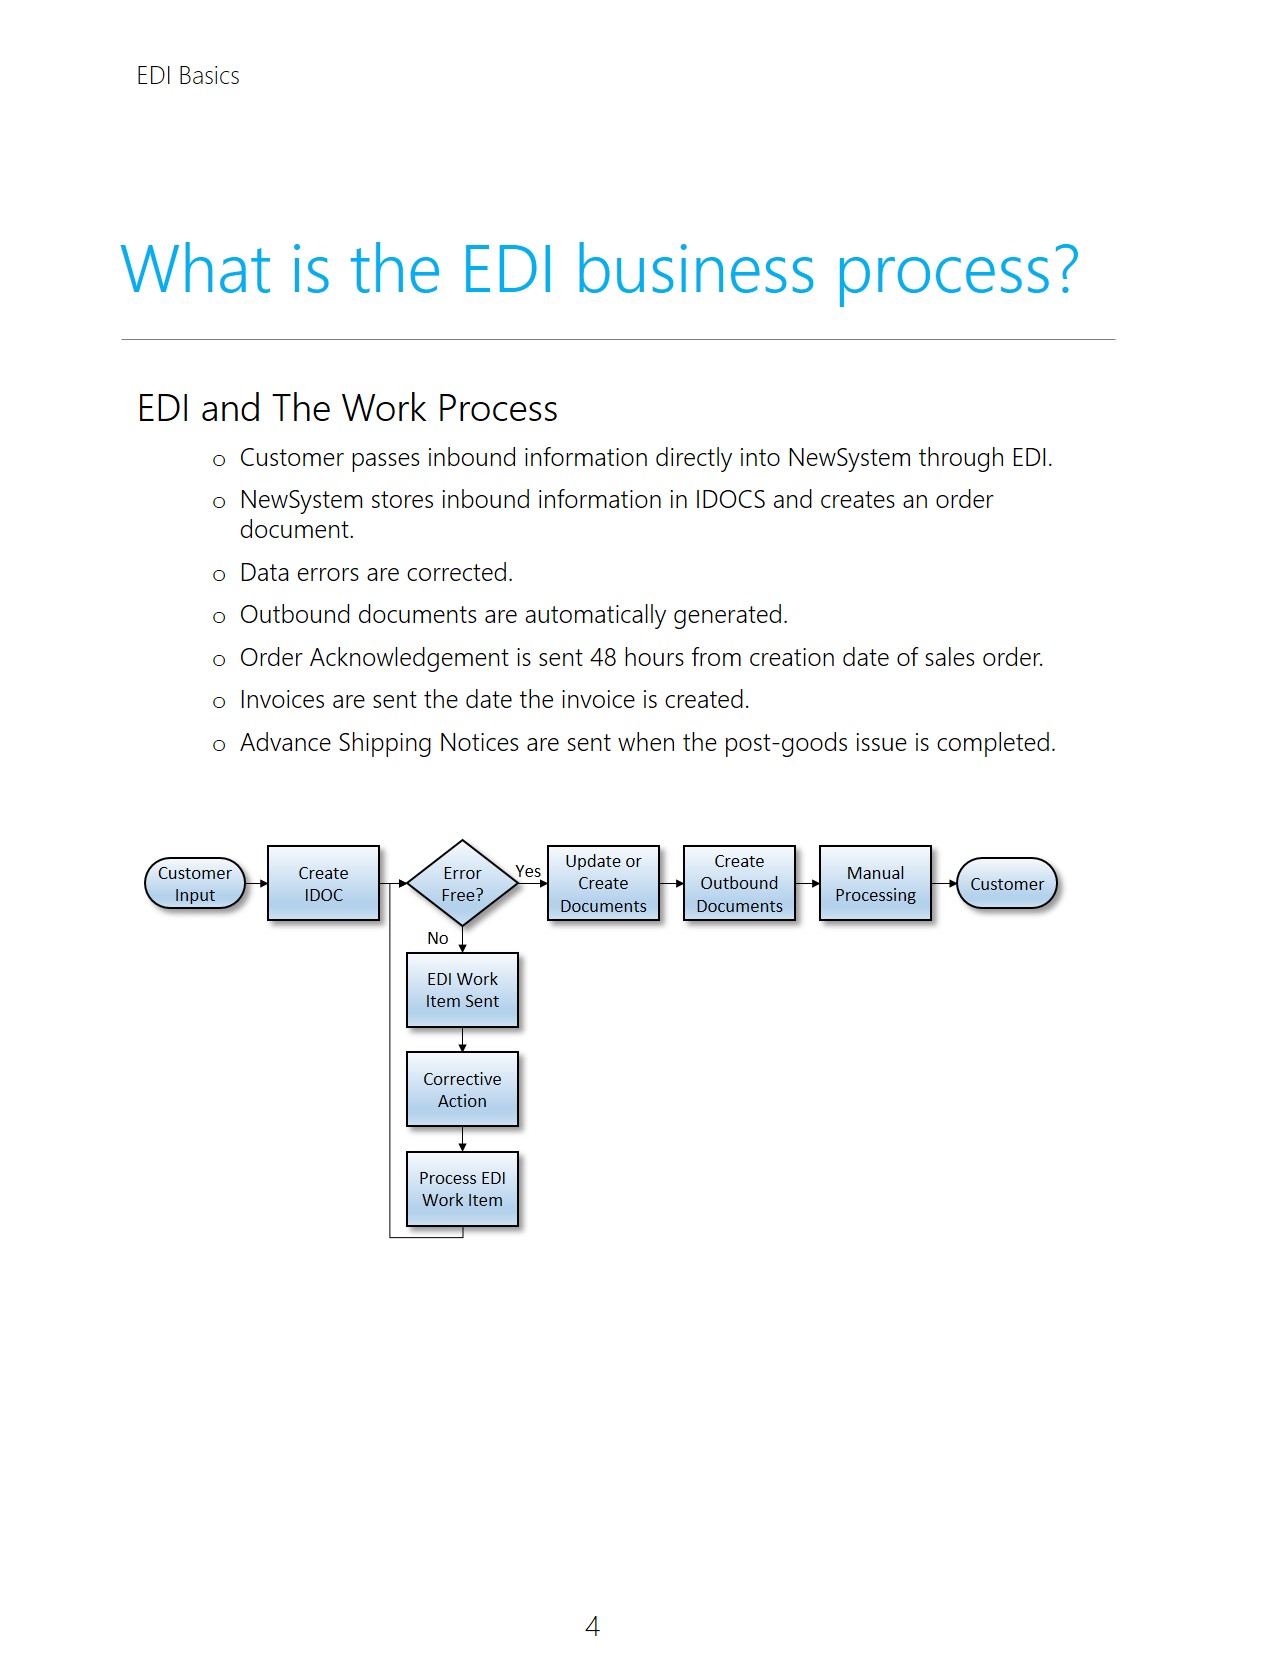 EDI Basics
What is the EDI business process?
EDI and The Work Process
o Customer passes inbound information directly into NewSystem through EDI.
o NewSystem stores inbound information in IDOCS and creates an order
document.
o Data errors are corrected.
o Outbound documents are automatically generated.
o Order Acknowledgement is sent 48 hours from creation date of sales order.
o Invoices are sent the date the invoice is created.
o Advance Shipping Notices are sent when the post-goods issue is completed.
Customer
Input
Create
IDOC
Error
Free?
Yes
Update or
Create
Documents
Create
Outbound
Documents
Manual
Processing
Customer
No
EDI Work
Item Sent
Corrective
Action
Process EDI
Work Item
4